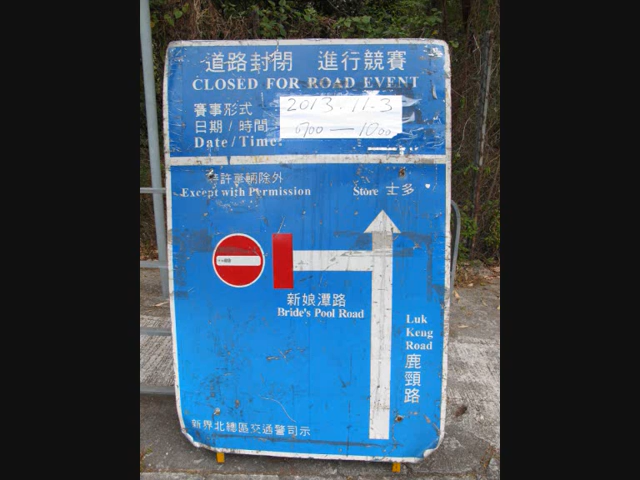 道路封閉 進行競賽
CLOSED FOR ROAD EVENT
賽事形式
日期 / 時間
Date / Time:
2013.11.3
0700 — 1000
特許車輛除外
Except with Permission
Store 士多
新娘潭路
Bride's Pool Road
Luk
Keng
Road
鹿
頸
路
新界北總區交通警司示